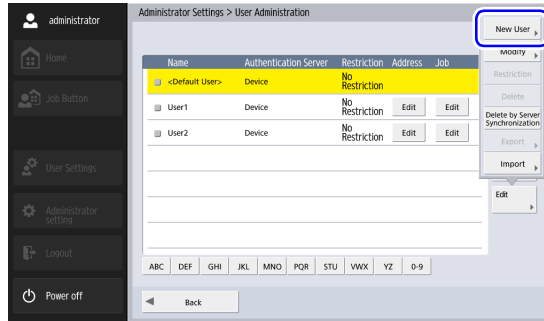 administrator
Administrator Settings > User Administration
New User
Modify
Restriction
Delete
Delete by Server
Synchronization
Export
Import
Edit
Home
Job Button
User Settings
Administrator
setting
Logout
Power off
Name Authentication Server Restriction Address Job
<Default User> Device No
Restriction
User1 Device No
Restriction Edit Edit
User2 Device No
Restriction Edit Edit
ABC DEF GHI JKL MNO PQR STU VWX YZ 0-9
Back